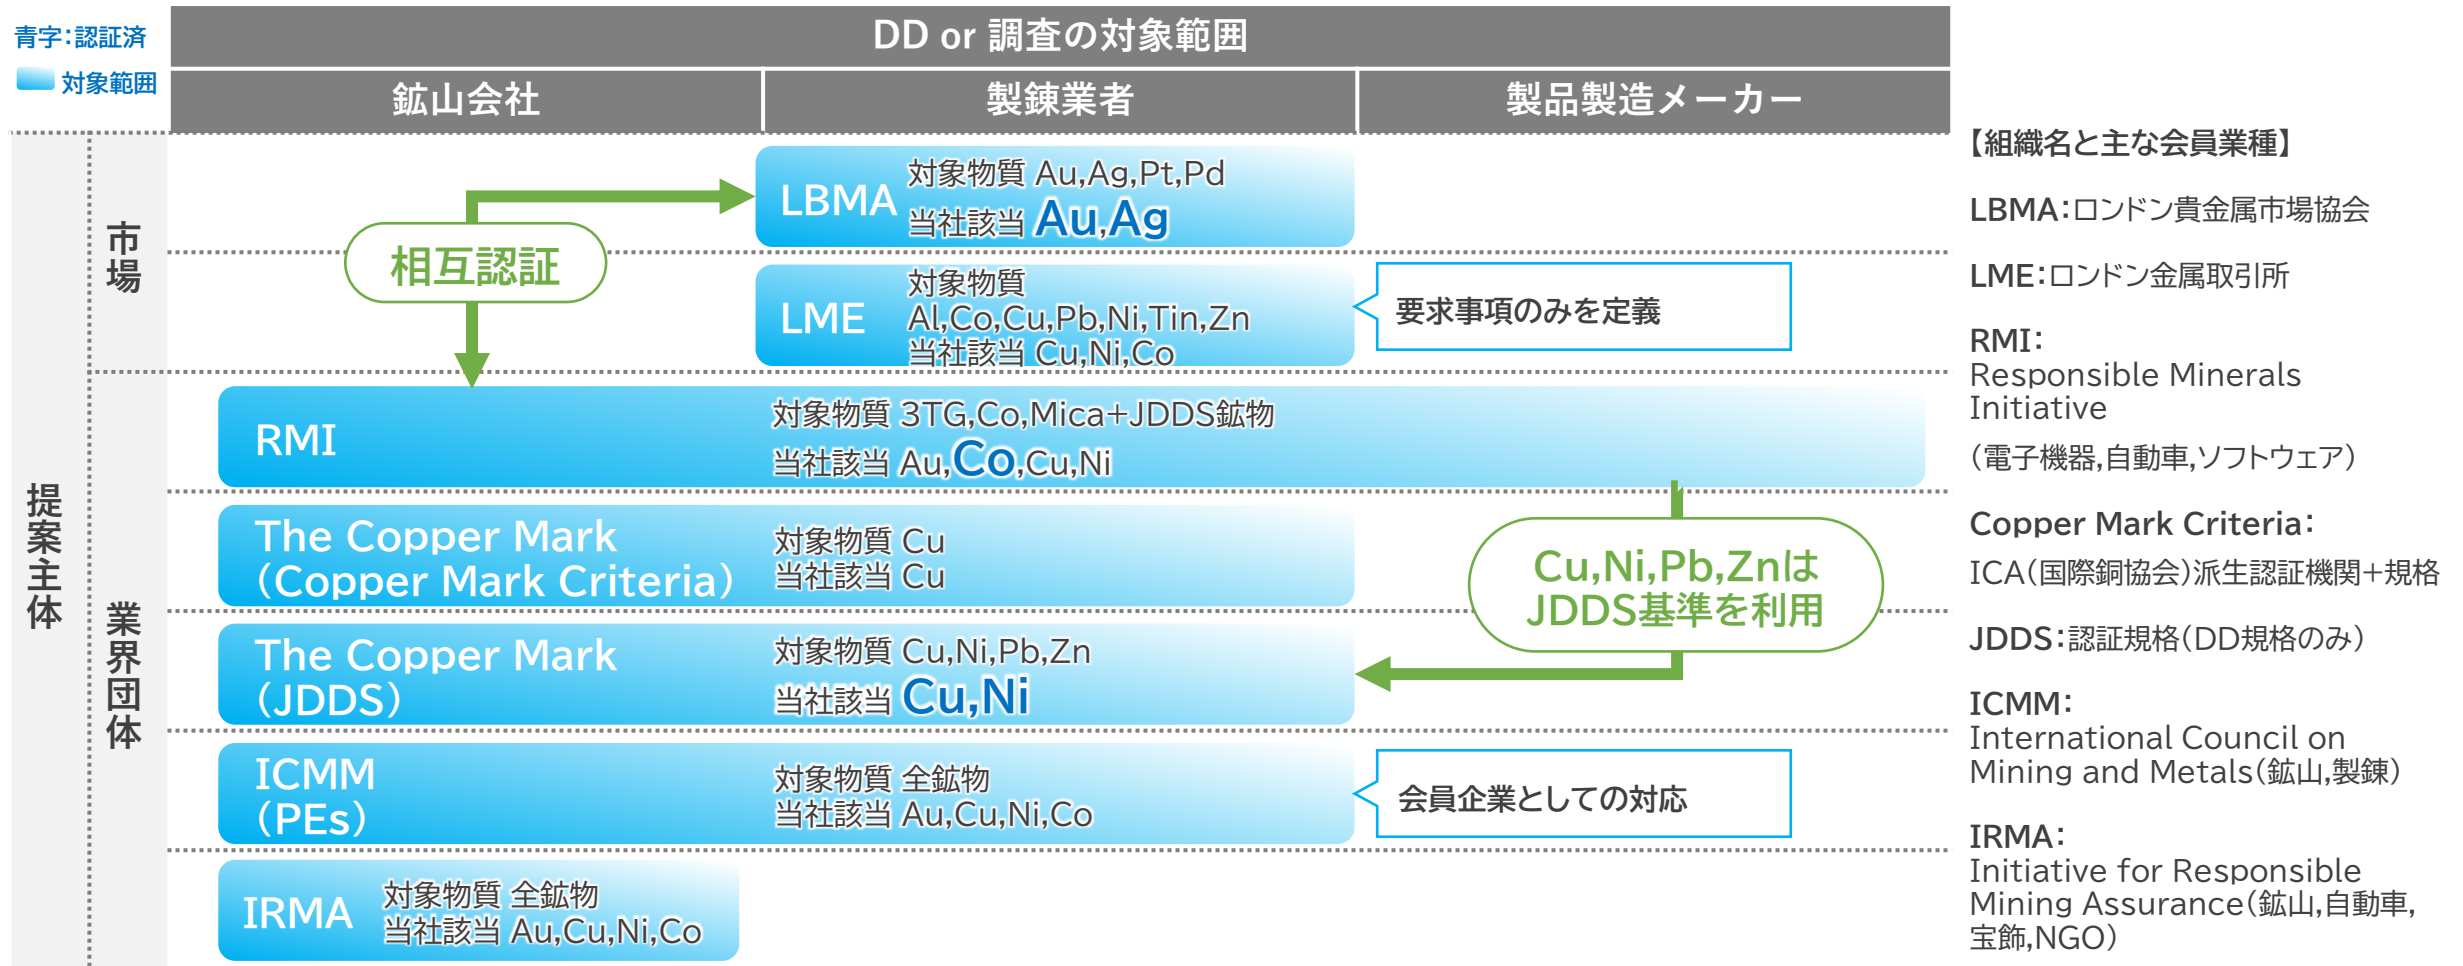 青字：認証済
対象範囲
DD or 調査の対象範囲
鉱山会社
製錬業者
製品製造メーカー
提案主体
市場
業界団体
LBMA
対象物質 Au,Ag,Pt,Pd
当社該当 Au,Ag
相互認証
LME
対象物質
Al,Co,Cu,Pb,Ni,Tin,Zn
当社該当 Cu,Ni,Co
要求事項のみを定義
RMI
対象物質 3TG,Co,Mica+JDDS鉱物
当社該当 Au,Co,Cu,Ni
The Copper Mark
（Copper Mark Criteria）
対象物質 Cu
当社該当 Cu
Cu,Ni,Pb,Znは
JDDS基準を利用
The Copper Mark
（JDDS）
対象物質 Cu,Ni,Pb,Zn
当社該当 Cu,Ni
ICMM
（PEs）
対象物質 全鉱物
当社該当 Au,Cu,Ni,Co
会員企業としての対応
IRMA
対象物質 全鉱物
当社該当 Au,Cu,Ni,Co
【組織名と主な会員業種】
LBMA：ロンドン貴金属市場協会
LME：ロンドン金属取引所
RMI：
Responsible Minerals
Initiative
（電子機器,自動車,ソフトウェア）
Copper Mark Criteria：
ICA（国際銅協会）派生認証機関+規格
JDDS：認証規格（DD規格のみ）
ICMM：
International Council on
Mining and Metals（鉱山,製錬）
IRMA：
Initiative for Responsible
Mining Assurance（鉱山,自動車,
宝飾,NGO）